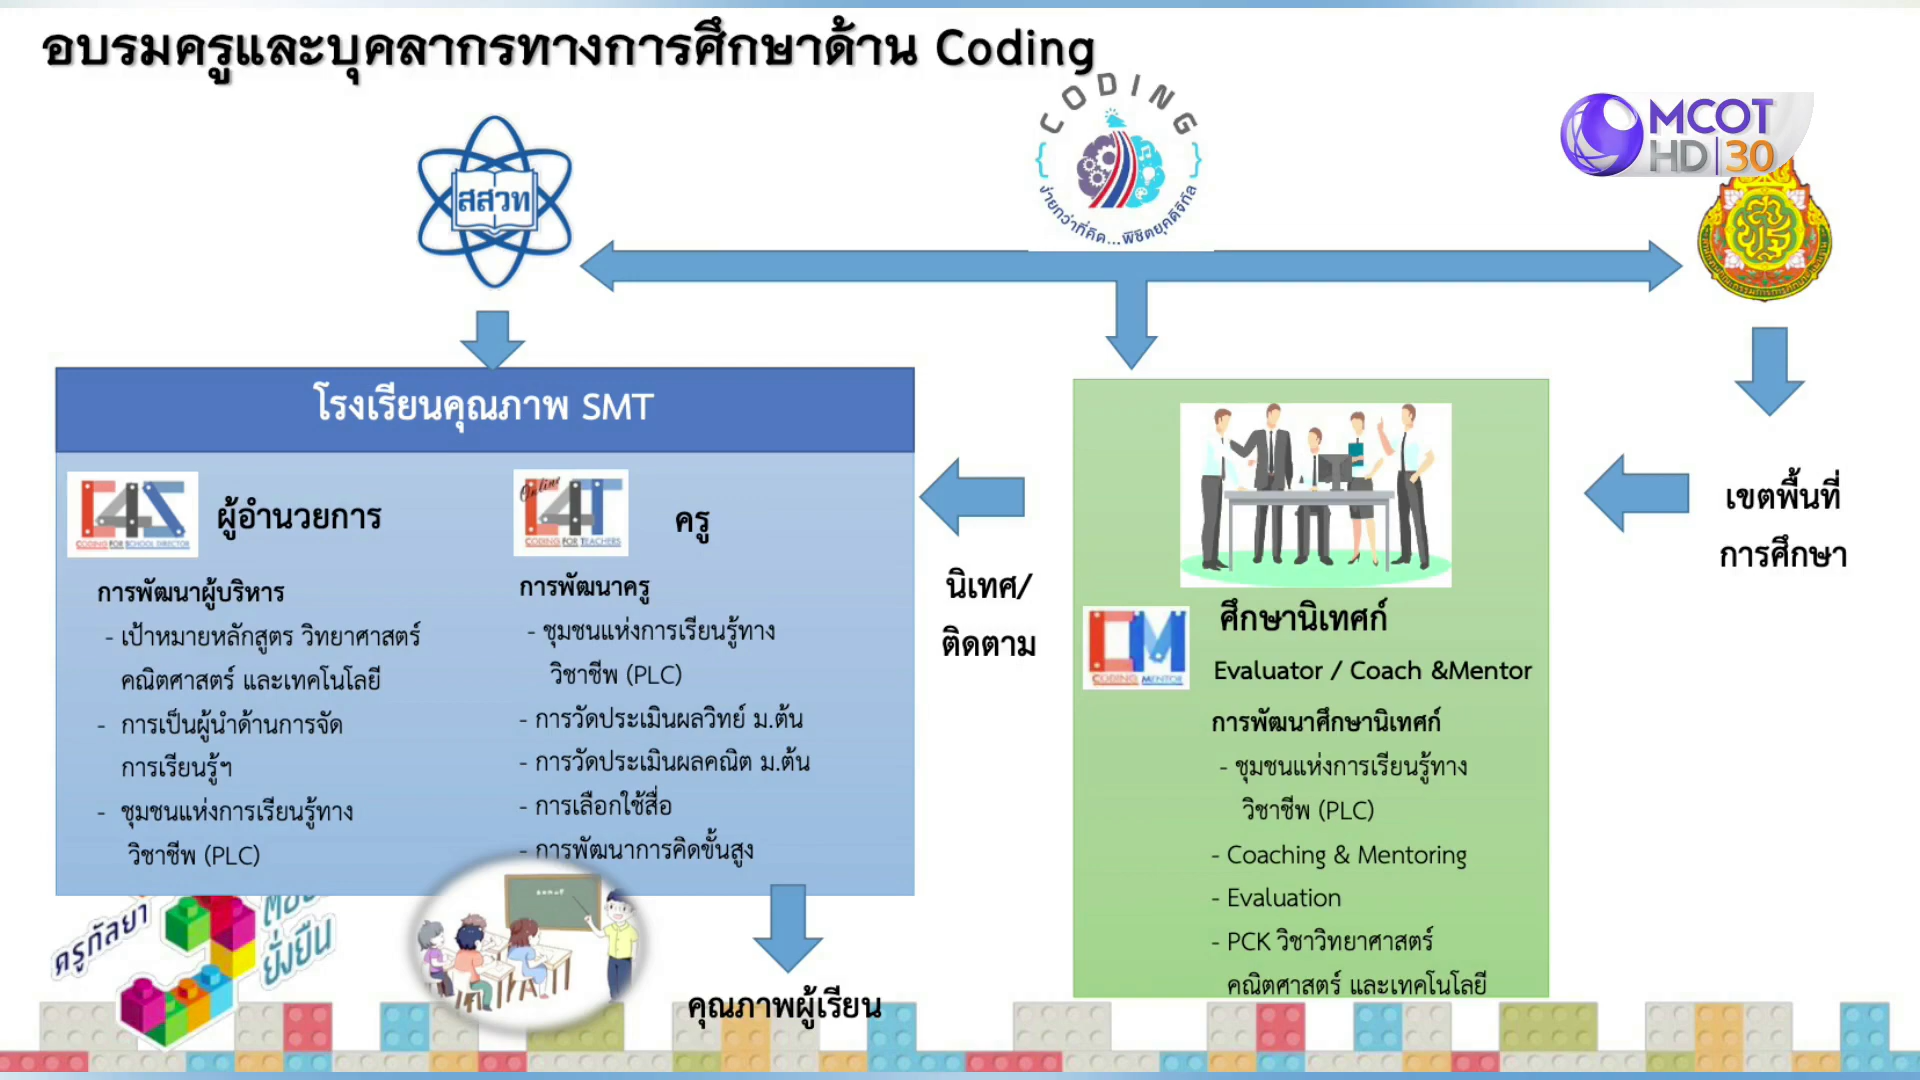 อบรมครูและบุคลากรทางการศึกษาด้าน Coding
CODING
ง่ายกว่าที่คิด...พิชิตยุคดิจิทัล
MCOT
HD|30
สสวท
โรงเรียนคุณภาพ SMT
C4S
CODING FOR SCHOOL DIRECTOR
ผู้อำนวยการ
การพัฒนาผู้บริหาร
- เป้าหมายหลักสูตร วิทยาศาสตร์
คณิตศาสตร์ และเทคโนโลยี
- การเป็นผู้นำด้านการจัด
การเรียนรู้ฯ
- ชุมชนแห่งการเรียนรู้ทาง
วิชาชีพ (PLC)
Online
C4T
CODING FOR TEACHERS
ครู
การพัฒนาครู
- ชุมชนแห่งการเรียนรู้ทาง
วิชาชีพ (PLC)
- การวัดประเมินผลวิทย์ ม.ต้น
- การวัดประเมินผลคณิต ม.ต้น
- การเลือกใช้สื่อ
- การพัฒนาการคิดขั้นสูง
นิเทศ/
ติดตาม
CM
CODING MENTOR
ศึกษานิเทศก์
Evaluator / Coach &Mentor
การพัฒนาศึกษานิเทศก์
- ชุมชนแห่งการเรียนรู้ทาง
วิชาชีพ (PLC)
- Coaching & Mentoring
- Evaluation
- PCK วิชาวิทยาศาสตร์
คณิตศาสตร์ และเทคโนโลยี
เขตพื้นที่
การศึกษา
ครูกัลยา
ยั่งยืน
คุณภาพผู้เรียน